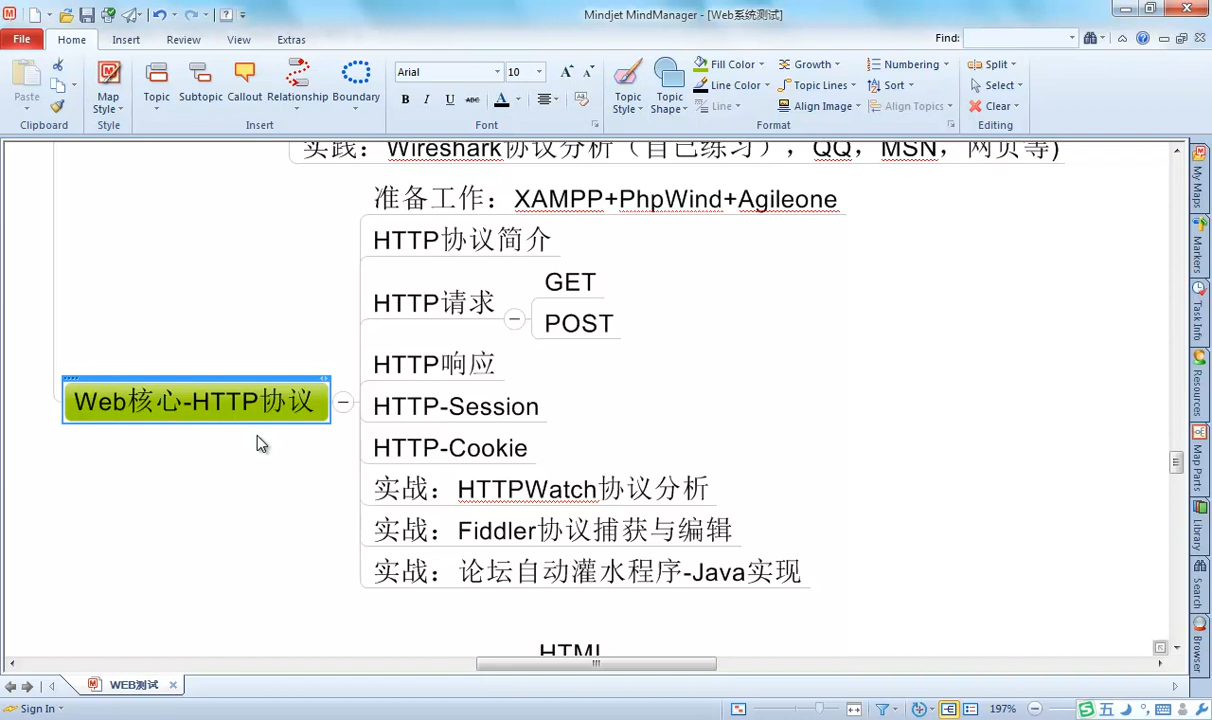 Mindjet MindManager - [Web系统测试]
File
Home
Insert
Review
View
Extras
Find:
Paste
Map Style
Topic
Subtopic
Callout
Relationship
Boundary
Arial
10
B
I
U
abc
A
Topic Style
Topic Shape
Fill Color
Line Color
Line
Growth
Topic Lines
Align Image
Numbering
Sort
Align Topics
Split
Select
Clear
Clipboard
Style
Insert
Font
Format
Editing
实践：Wireshark协议分析（自己练习），QQ，MSN，网页等)
准备工作：XAMPP+PhpWind+Agileone
HTTP协议简介
HTTP请求
GET
POST
HTTP响应
Web核心-HTTP协议
HTTP-Session
HTTP-Cookie
实战：HTTPWatch协议分析
实战：Fiddler协议捕获与编辑
实战：论坛自动灌水程序-Java实现
HTML
My Maps
Markers
Task Info
Resources
Map Parts
Library
Search
Browser
WEB测试
Sign In
197%
五